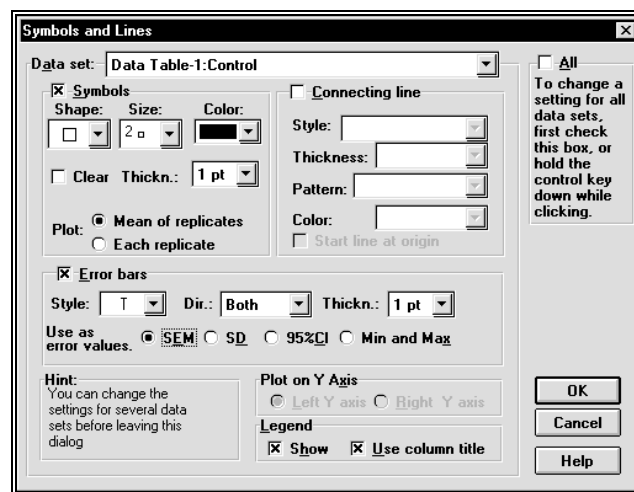 Symbols and Lines
Data set: Data Table-1:Control
Symbols
Shape: Size: Color:
2
Clear Thickn.: 1 pt
Plot: Mean of replicates
Each replicate
Connecting line
Style:
Thickness:
Pattern:
Color:
Start line at origin
All
To change a
setting for all
data sets,
first check
this box, or
hold the
control key
down while
clicking.
Error bars
Style: T Dir.: Both Thickn.: 1 pt
Use as
error values. SEM SD 95%CI Min and Max
Hint:
You can change the
settings for several data
sets before leaving this
dialog
Plot on Y Axis
Left Y axis Right Y axis
Legend
Show Use column title
OK
Cancel
Help